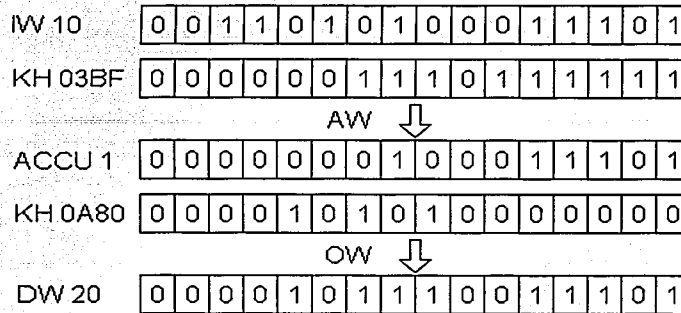 IW 10 0 0 1 1 0 1 0 1 0 0 0 1 1 1 0 1
KH 03BF 0 0 0 0 0 0 1 1 1 0 1 1 1 1 1 1
AW
ACCU 1 0 0 0 0 0 0 0 1 0 0 0 1 1 1 0 1
KH 0A80 0 0 0 0 1 0 1 0 1 0 0 0 0 0 0 0
OW
DW 20 0 0 0 0 1 0 1 1 1 0 0 1 1 1 0 1